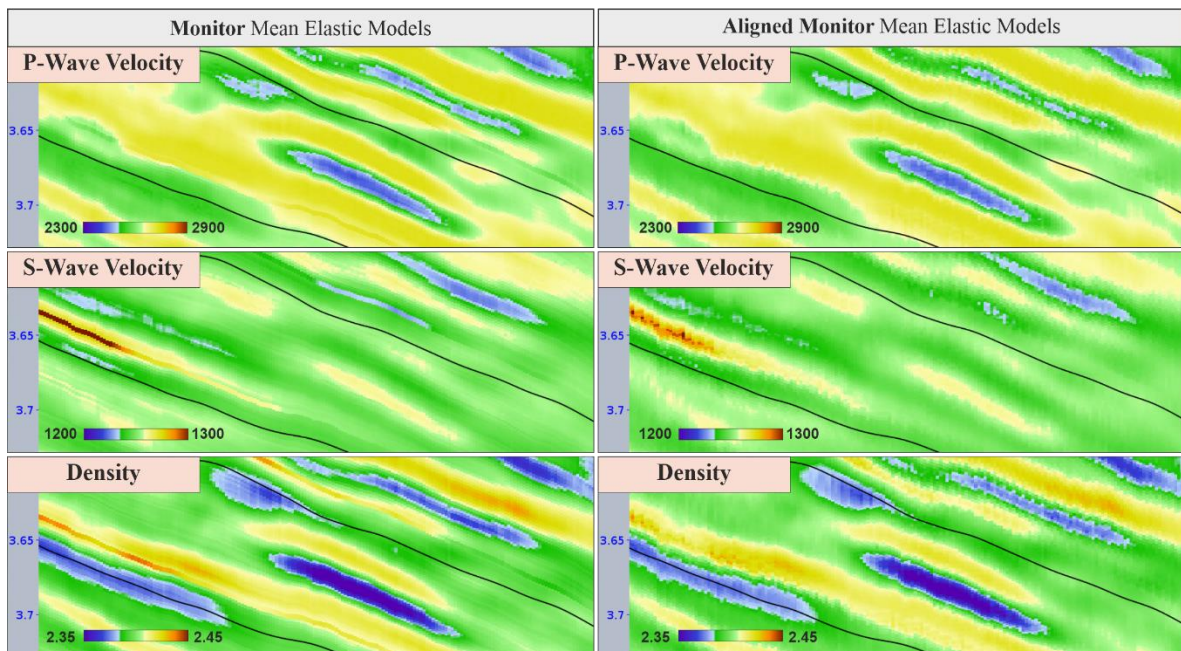 Monitor Mean Elastic Models
Aligned Monitor Mean Elastic Models
P-Wave Velocity
3.65
3.7
2300 2900
P-Wave Velocity
3.65
3.7
2300 2900
S-Wave Velocity
3.65
3.7
1200 1300
S-Wave Velocity
3.65
3.7
1200 1300
Density
3.65
3.7
2.35 2.45
Density
3.65
3.7
2.35 2.45